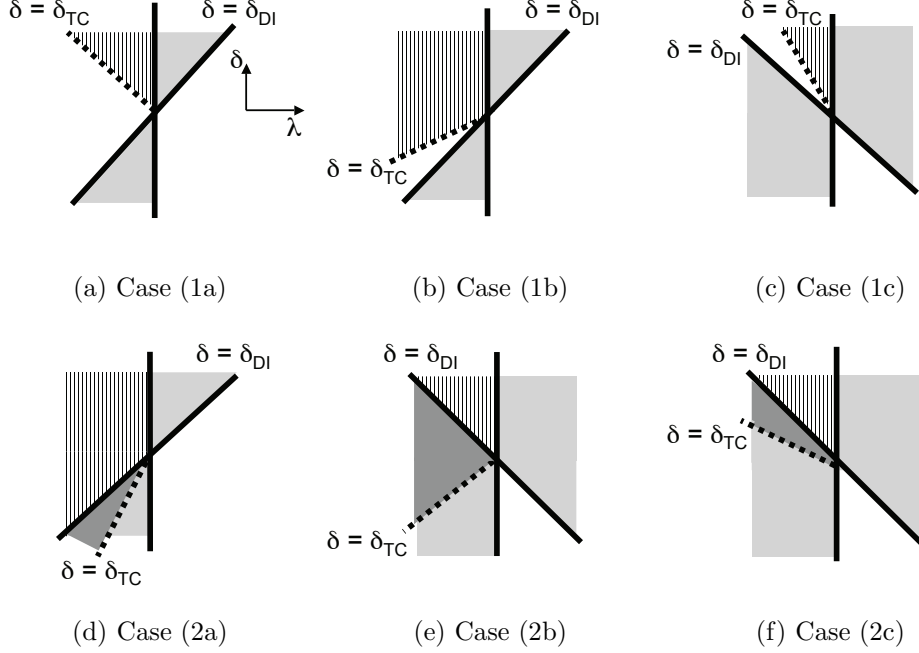 δ = δTC
δ = δDI
δ
λ
(a) Case (1a)
δ = δTC
δ = δDI
(b) Case (1b)
δ = δTC
δ = δDI
(c) Case (1c)
δ = δDI
δ = δTC
(d) Case (2a)
δ = δDI
δ = δTC
(e) Case (2b)
δ = δDI
δ = δTC
(f) Case (2c)